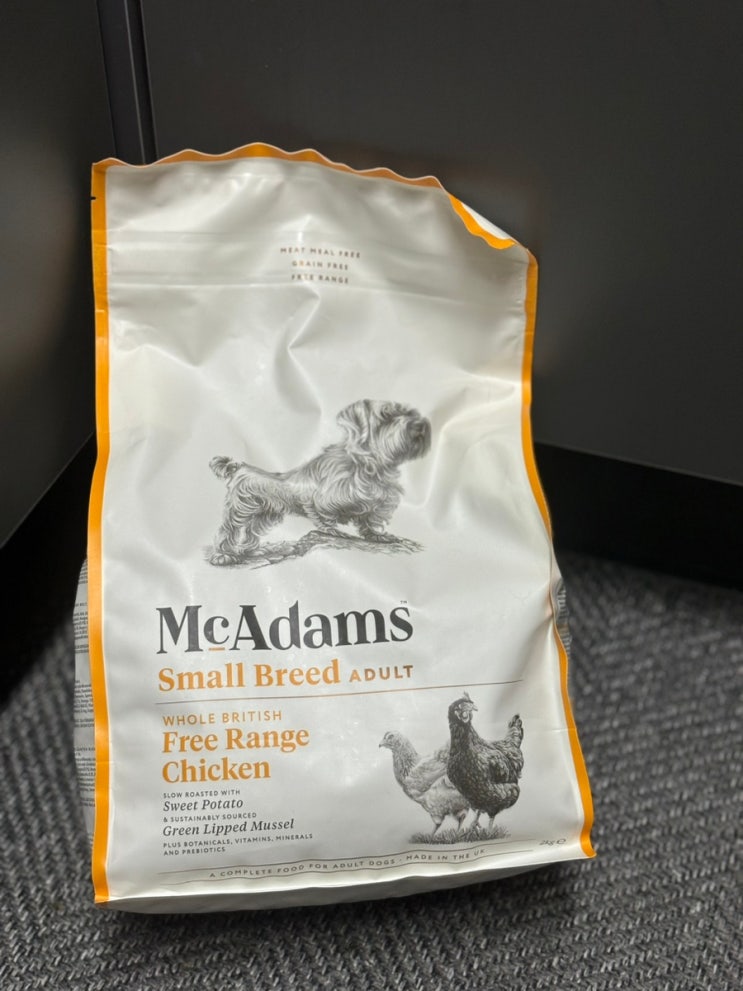 MEAT MEAL FREE
GRAIN FREE
FREE RANGE
McAdams™
Small Breed ADULT
WHOLE BRITISH
Free Range
Chicken
SLOW ROASTED WITH
Sweet Potato
& SUSTAINABLY SOURCED
Green Lipped Mussel
PLUS BOTANICALS, VITAMINS, MINERALS
AND PREBIOTICS
2kg ℮
A COMPLETE FOOD FOR ADULT DOGS · MADE IN THE UK